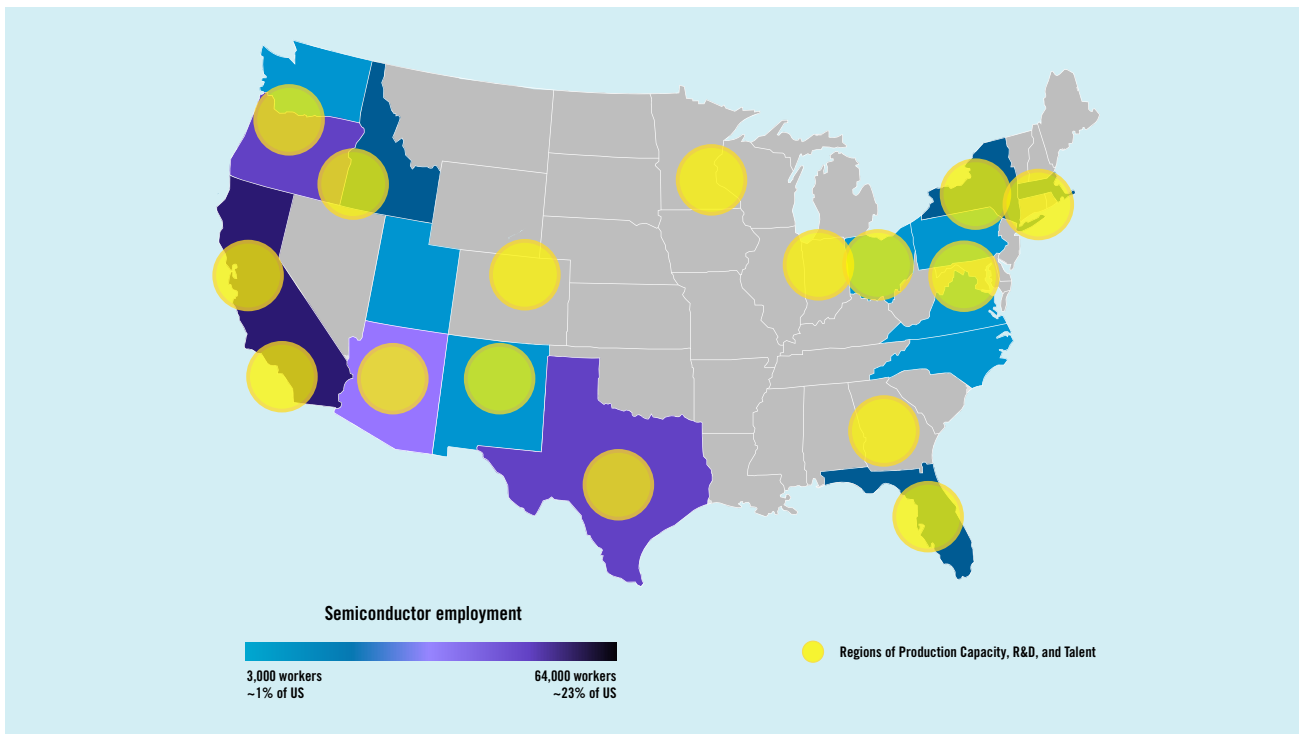 Semiconductor employment
3,000 workers
~1% of US
64,000 workers
~23% of US
Regions of Production Capacity, R&D, and Talent